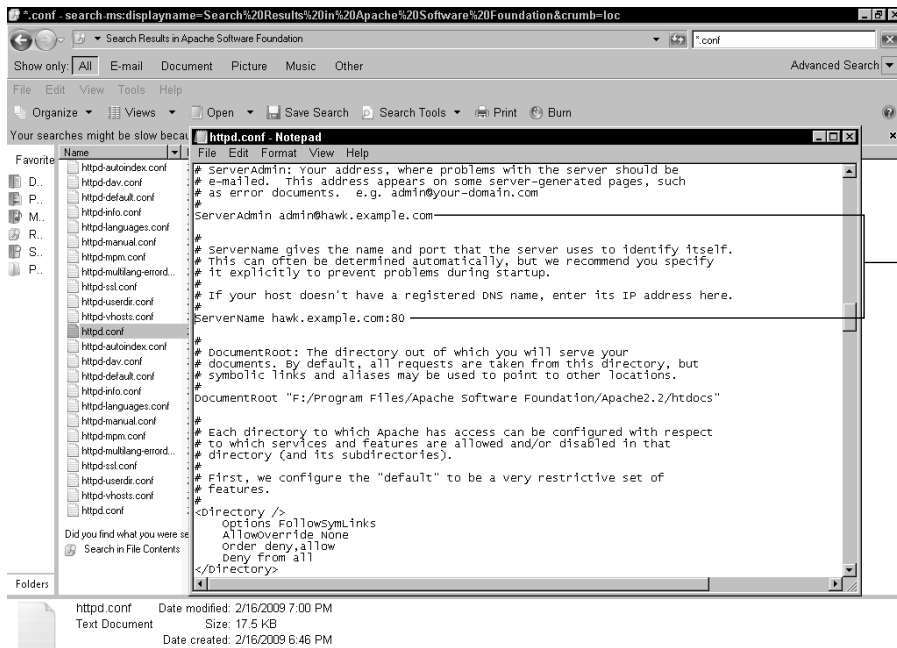 *.conf - search-ms:displayname=Search%20Results%20in%20Apache%20Software%20Foundation&crumb=loc
Search Results in Apache Software Foundation
*.conf
Show only: All E-mail Document Picture Music Other Advanced Search
File Edit View Tools Help
Organize Views Open Save Search Search Tools Print Burn
Your searches might be slow becau
Favorite
D..
P..
M..
R..
S..
P..
Folders
Name
httpd-autoindex.conf
httpd-dav.conf
httpd-default.conf
httpd-info.conf
httpd-languages.conf
httpd-manual.conf
httpd-mpm.conf
httpd-multilang-errord...
httpd-ssl.conf
httpd-userdir.conf
httpd-vhosts.conf
httpd.conf
httpd-autoindex.conf
httpd-dav.conf
httpd-default.conf
httpd-info.conf
httpd-languages.conf
httpd-manual.conf
httpd-mpm.conf
httpd-multilang-errord...
httpd-ssl.conf
httpd-userdir.conf
httpd-vhosts.conf
httpd.conf
Did you find what you were se
Search in File Contents
httpd.conf - Notepad
File Edit Format View Help
# ServerAdmin: Your address, where problems with the server should be
# e-mailed. This address appears on some server-generated pages, such
# as error documents. e.g. admin@your-domain.com
#
ServerAdmin admin@hawk.example.com
#
# ServerName gives the name and port that the server uses to identify itself.
# This can often be determined automatically, but we recommend you specify
# it explicitly to prevent problems during startup.
#
# If your host doesn't have a registered DNS name, enter its IP address here.
#
ServerName hawk.example.com:80
#
# DocumentRoot: The directory out of which you will serve your
# documents. By default, all requests are taken from this directory, but
# symbolic links and aliases may be used to point to other locations.
#
DocumentRoot "F:/Program Files/Apache Software Foundation/Apache2.2/htdocs"
#
# Each directory to which Apache has access can be configured with respect
# to which services and features are allowed and/or disabled in that
# directory (and its subdirectories).
#
# First, we configure the "default" to be a very restrictive set of
# features.
#
<Directory />
Options FollowSymLinks
AllowOverride None
Order deny,allow
Deny from all
</Directory>
httpd.conf Date modified: 2/16/2009 7:00 PM
Text Document Size: 17.5 KB
Date created: 2/16/2009 6:46 PM